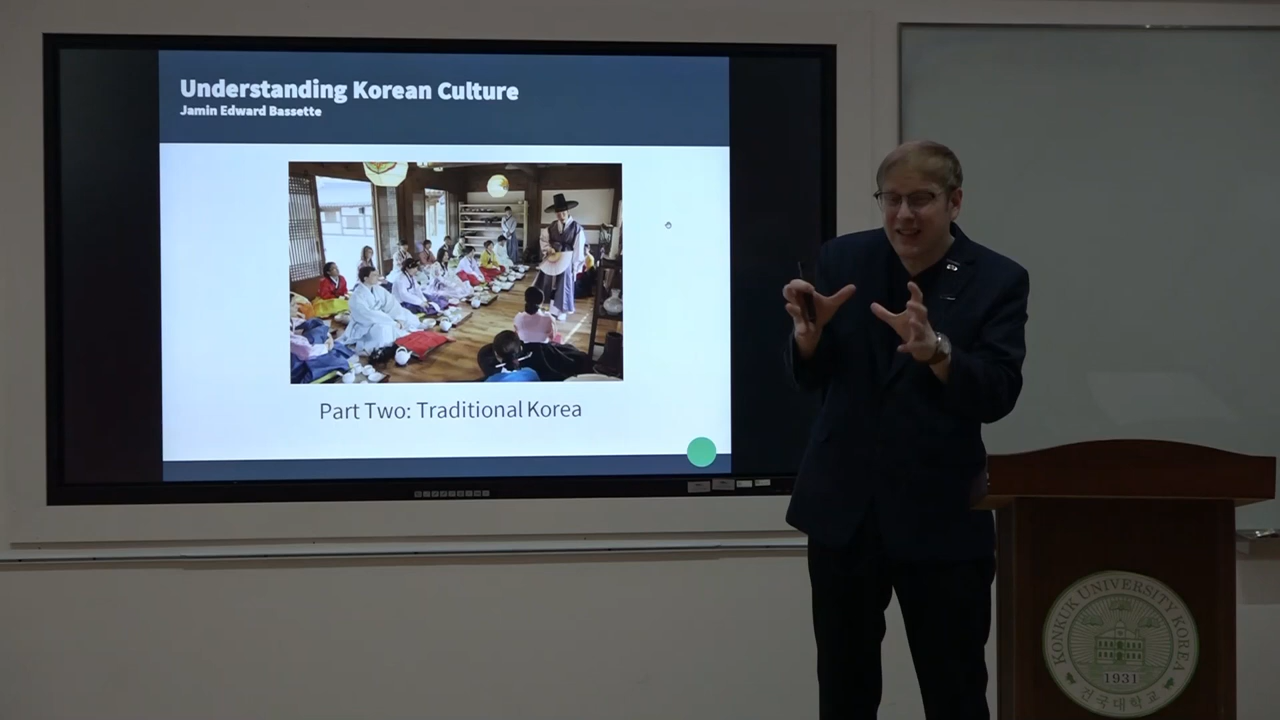 Understanding Korean Culture
Jamin Edward Bassette
Part Two: Traditional Korea
KONKUK UNIVERSITY KOREA
1931
건국대학교